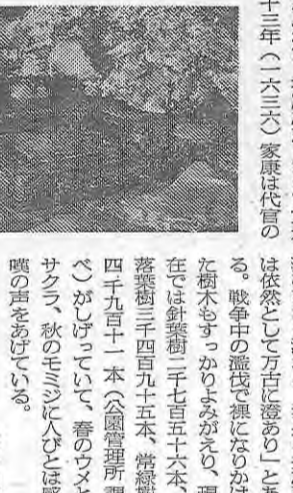 十三年（一六三六）家康は代官の
は依然として万古に澄あり」とあ
る。戦争中の濫伐で裸になりかけ
た樹木もすっかりよみがえり、現
在では針葉樹二千七百五十六本、
落葉樹三千四百九十五本、常緑樹
四千九百十一本（公園管理所調
べ）がしげっていて、春のウメと
サクラ、秋のモミジに人びとは感
嘆の声をあげている。